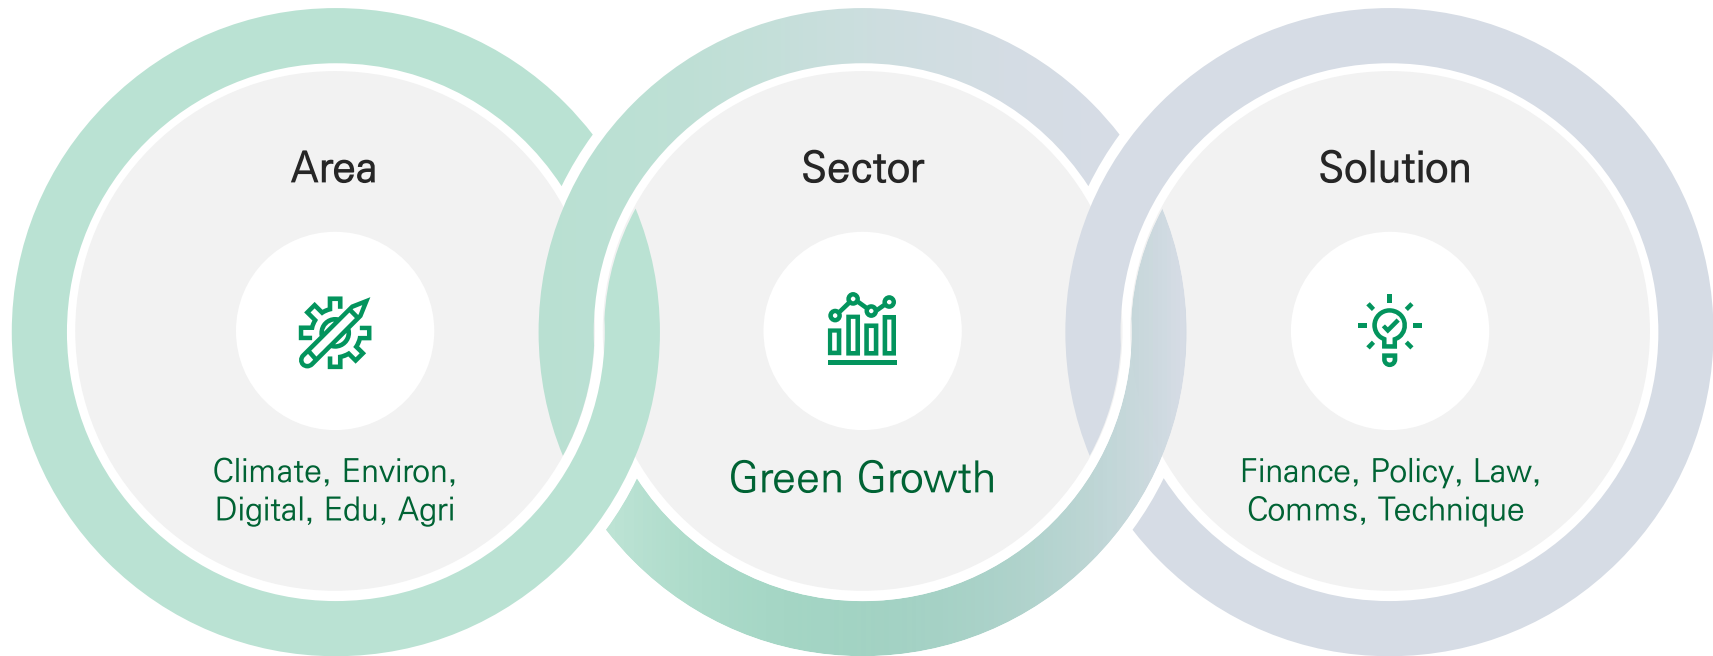 Area
Climate, Environ,
Digital, Edu, Agri
Sector
Green Growth
Solution
Finance, Policy, Law,
Comms, Technique